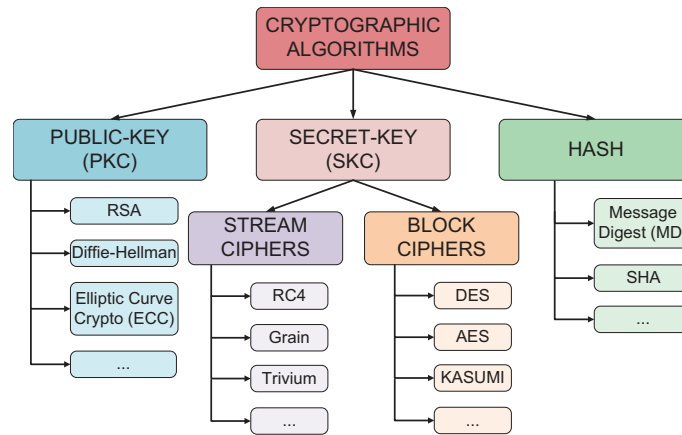 CRYPTOGRAPHIC
ALGORITHMS
PUBLIC-KEY
(PKC)
RSA
Diffie-Hellman
Elliptic Curve
Crypto (ECC)
...
SECRET-KEY
(SKC)
STREAM
CIPHERS
RC4
Grain
Trivium
...
BLOCK
CIPHERS
DES
AES
KASUMI
...
HASH
Message
Digest (MD
SHA
...